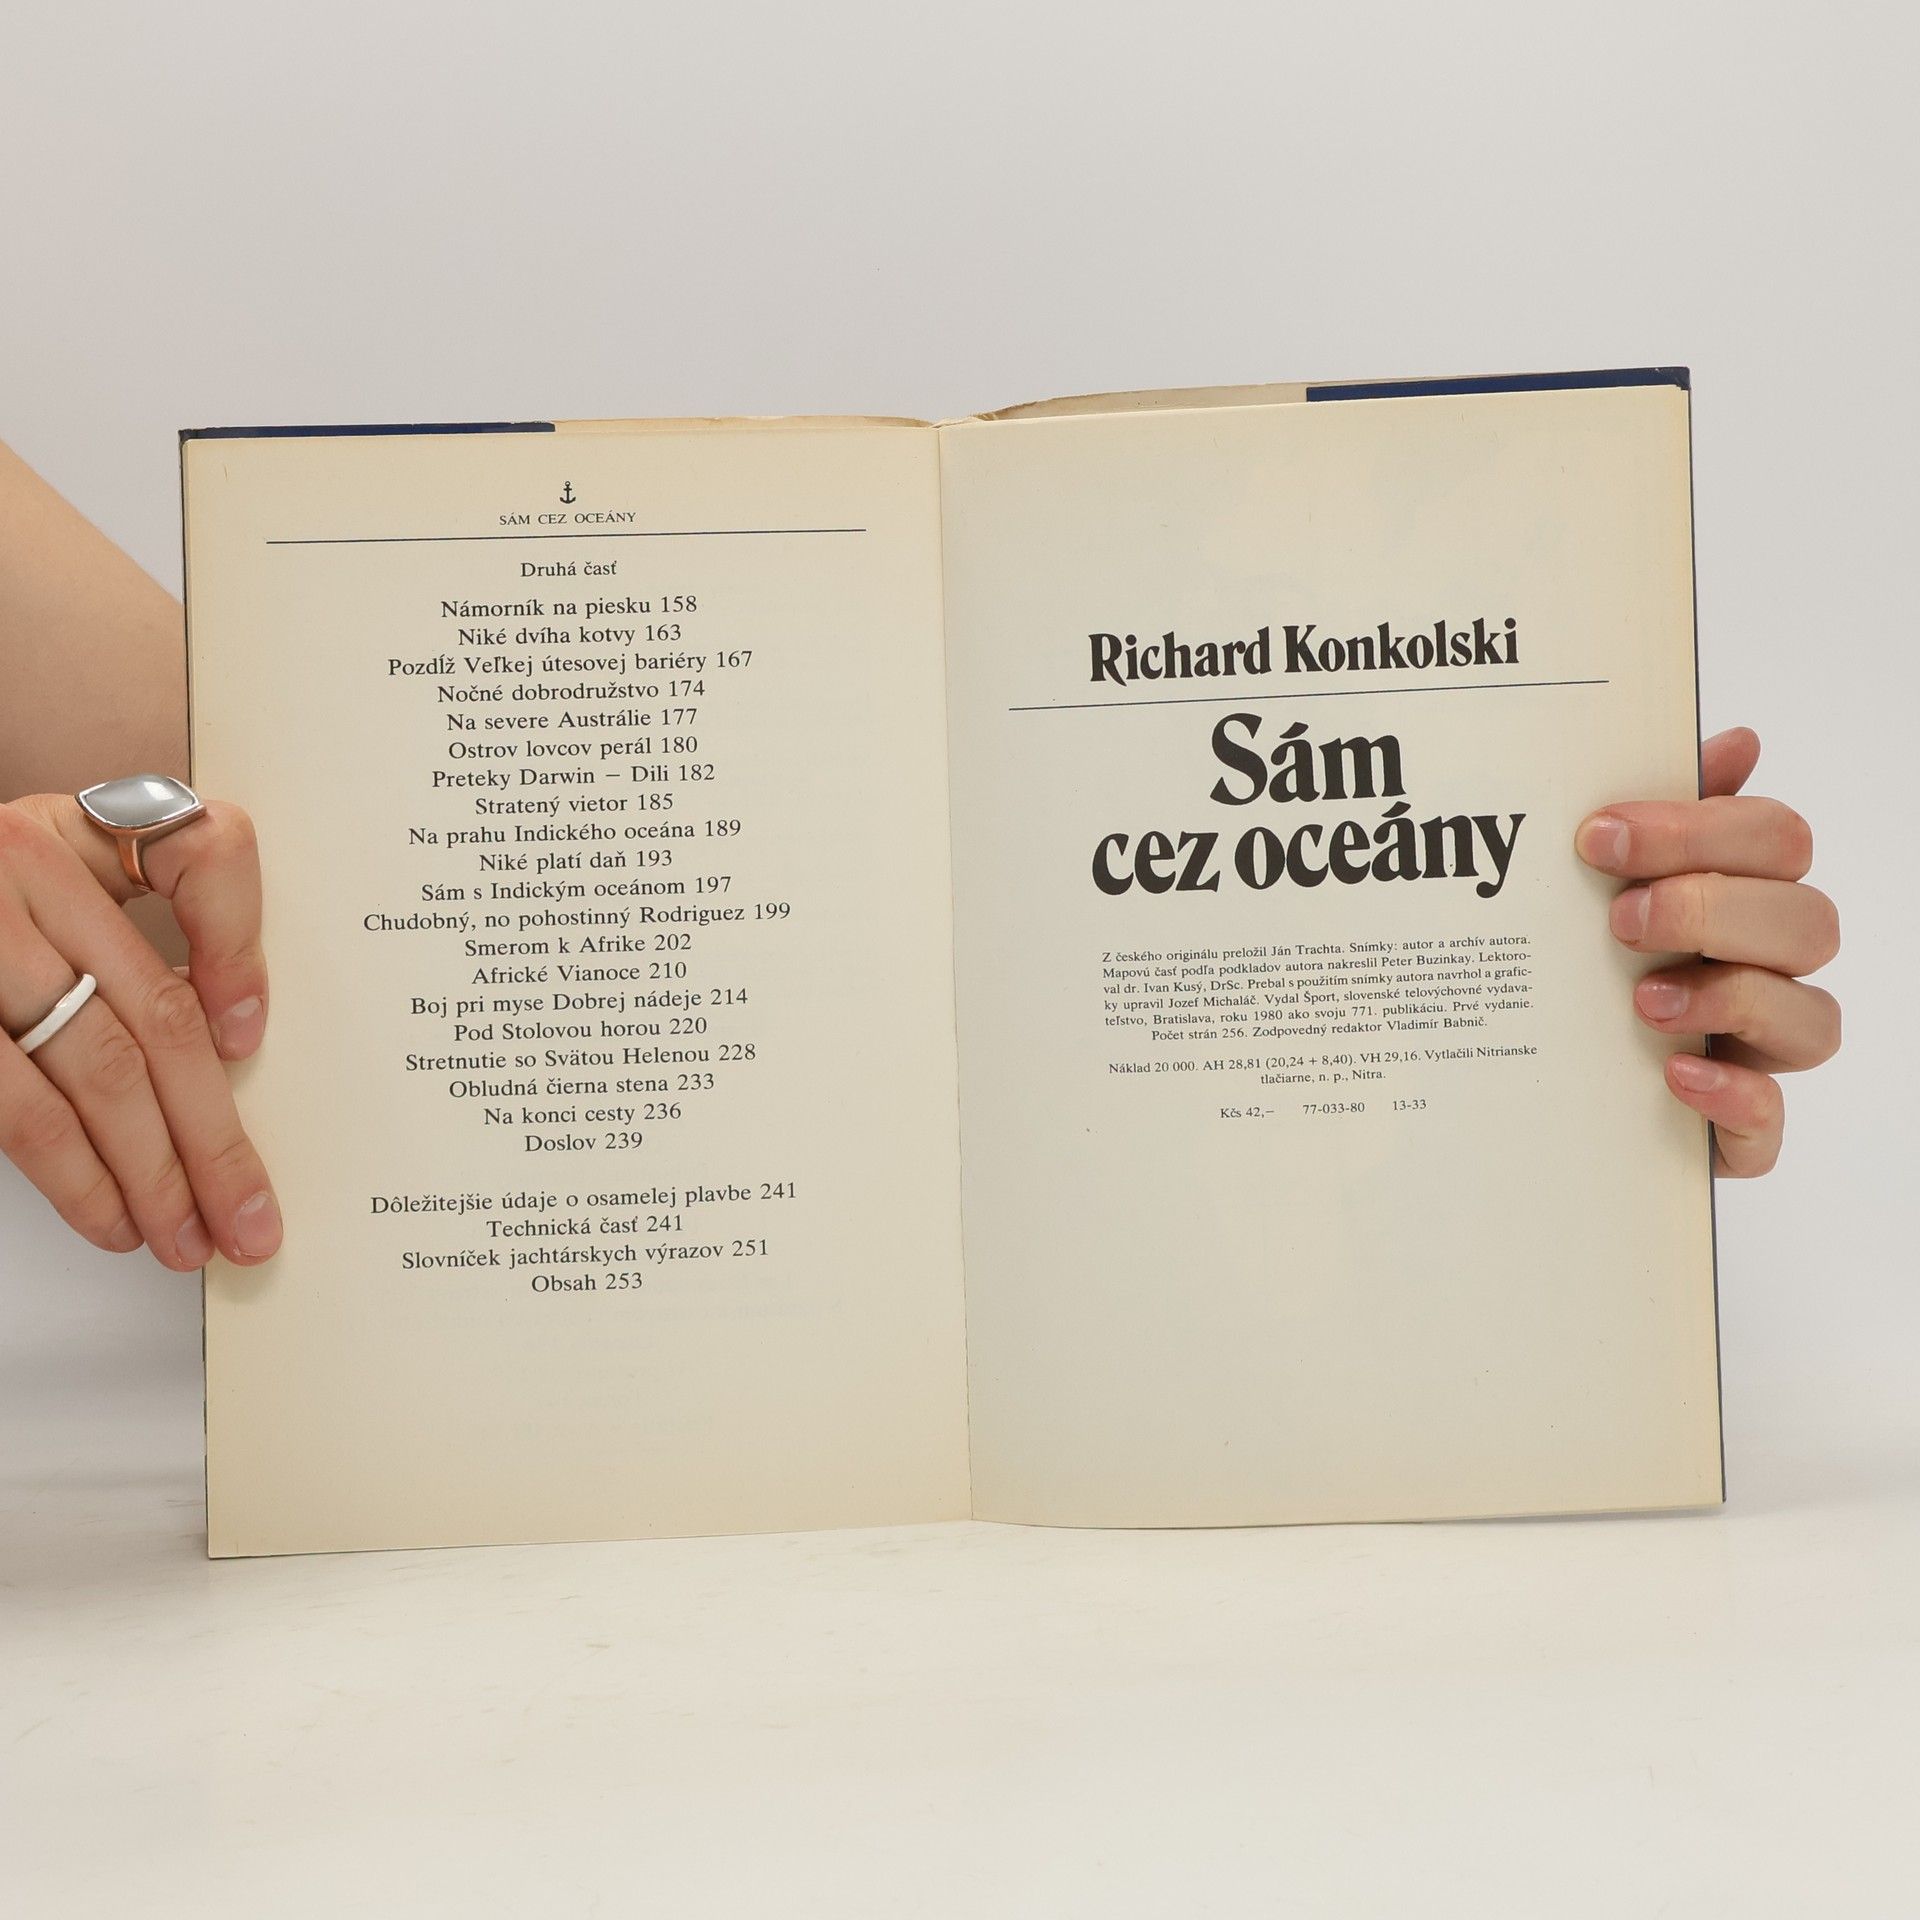 SÁM CEZ OCEÁNY
Druhá časť
Námorník na piesku 158
Niké dvíha kotvy 163
Pozdĺž Veľkej útesovej bariéry 167
Nočné dobrodružstvo 174
Na severe Austrálie 177
Ostrov lovcov perál 180
Preteky Darwin – Dili 182
Stratený vietor 185
Na prahu Indického oceána 189
Niké platí daň 193
Sám s Indickým oceánom 197
Chudobný, no pohostinný Rodriguez 199
Smerom k Afrike 202
Africké Vianoce 210
Boj pri myse Dobrej nádeje 214
Pod Stolovou horou 220
Stretnutie so Svätou Helenou 228
Obludná čierna stena 233
Na konci cesty 236
Doslov 239
Dôležitejšie údaje o osamelej plavbe 241
Technická časť 241
Slovníček jachtárskych výrazov 251
Obsah 253
Richard Konkolski
Sám
cez oceány
Z českého originálu preložil Ján Trachta. Snímky: autor a archív autora.
Mapovú časť podľa podkladov autora nakreslil Peter Buzinkay. Lektoro-
val dr. Ivan Kusý, DrSc. Prebal s použitím snímky autora navrhol a grafic-
ky upravil Jozef Michaláč. Vydal Šport, slovenské telovýchovné vydava-
teľstvo, Bratislava, roku 1980 ako svoju 771. publikáciu. Prvé vydanie.
Počet strán 256. Zodpovedný redaktor Vladimír Babnič.
Náklad 20 000. AH 28,81 (20,24 + 8,40). VH 29,16. Vytlačili Nitrianske
tlačiarne, n. p., Nitra.
Kčs 42,– 77-033-80 13-33